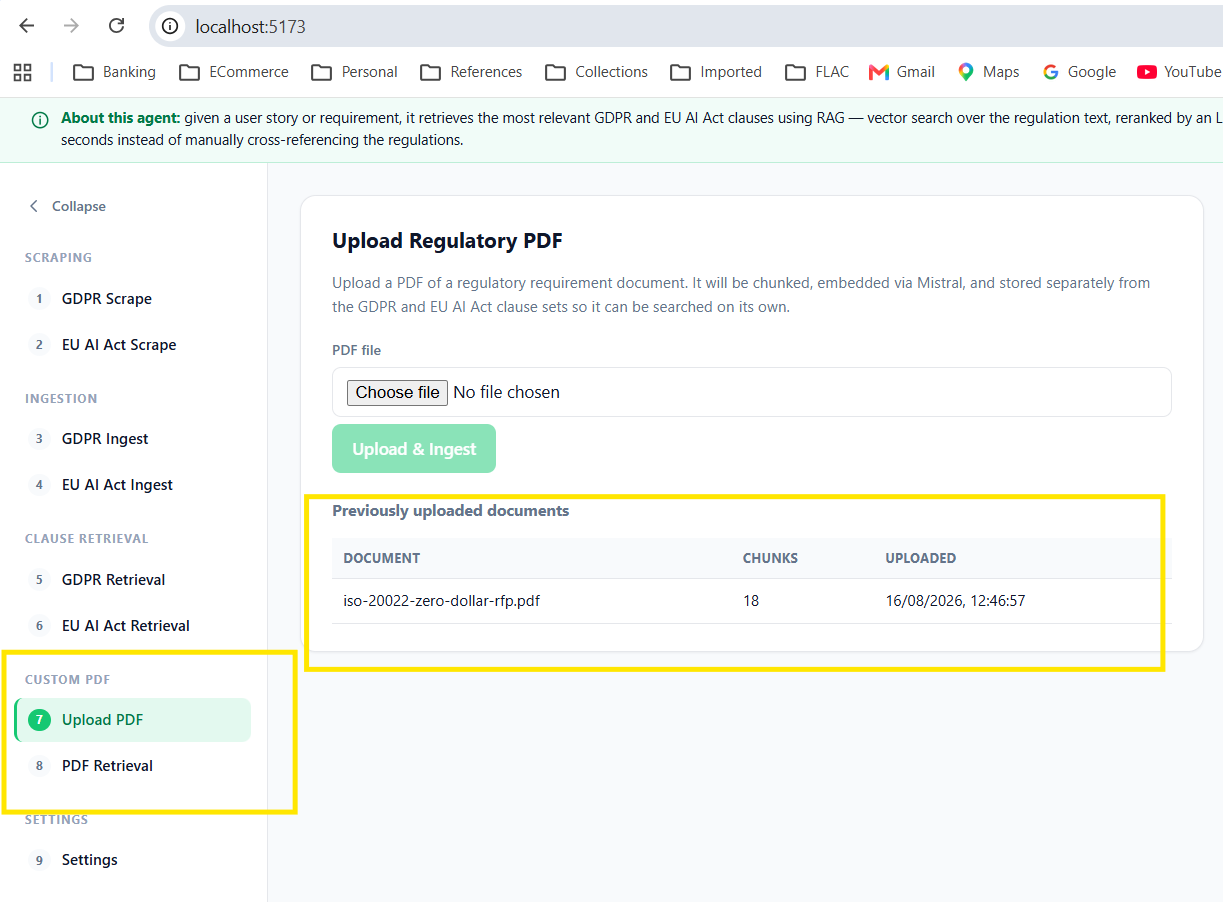 localhost:5173
Banking ECommerce Personal References Collections Imported FLAC Gmail Maps Google YouTube
About this agent: given a user story or requirement, it retrieves the most relevant GDPR and EU AI Act clauses using RAG — vector search over the regulation text, reranked by an L
seconds instead of manually cross-referencing the regulations.
Collapse
SCRAPING
1 GDPR Scrape
2 EU AI Act Scrape
INGESTION
3 GDPR Ingest
4 EU AI Act Ingest
CLAUSE RETRIEVAL
5 GDPR Retrieval
6 EU AI Act Retrieval
CUSTOM PDF
7 Upload PDF
8 PDF Retrieval
SETTINGS
9 Settings
Upload Regulatory PDF
Upload a PDF of a regulatory requirement document. It will be chunked, embedded via Mistral, and stored separately from
the GDPR and EU AI Act clause sets so it can be searched on its own.
PDF file
Choose file No file chosen
Upload & Ingest
Previously uploaded documents
DOCUMENT CHUNKS UPLOADED
iso-20022-zero-dollar-rfp.pdf 18 16/08/2026, 12:46:57